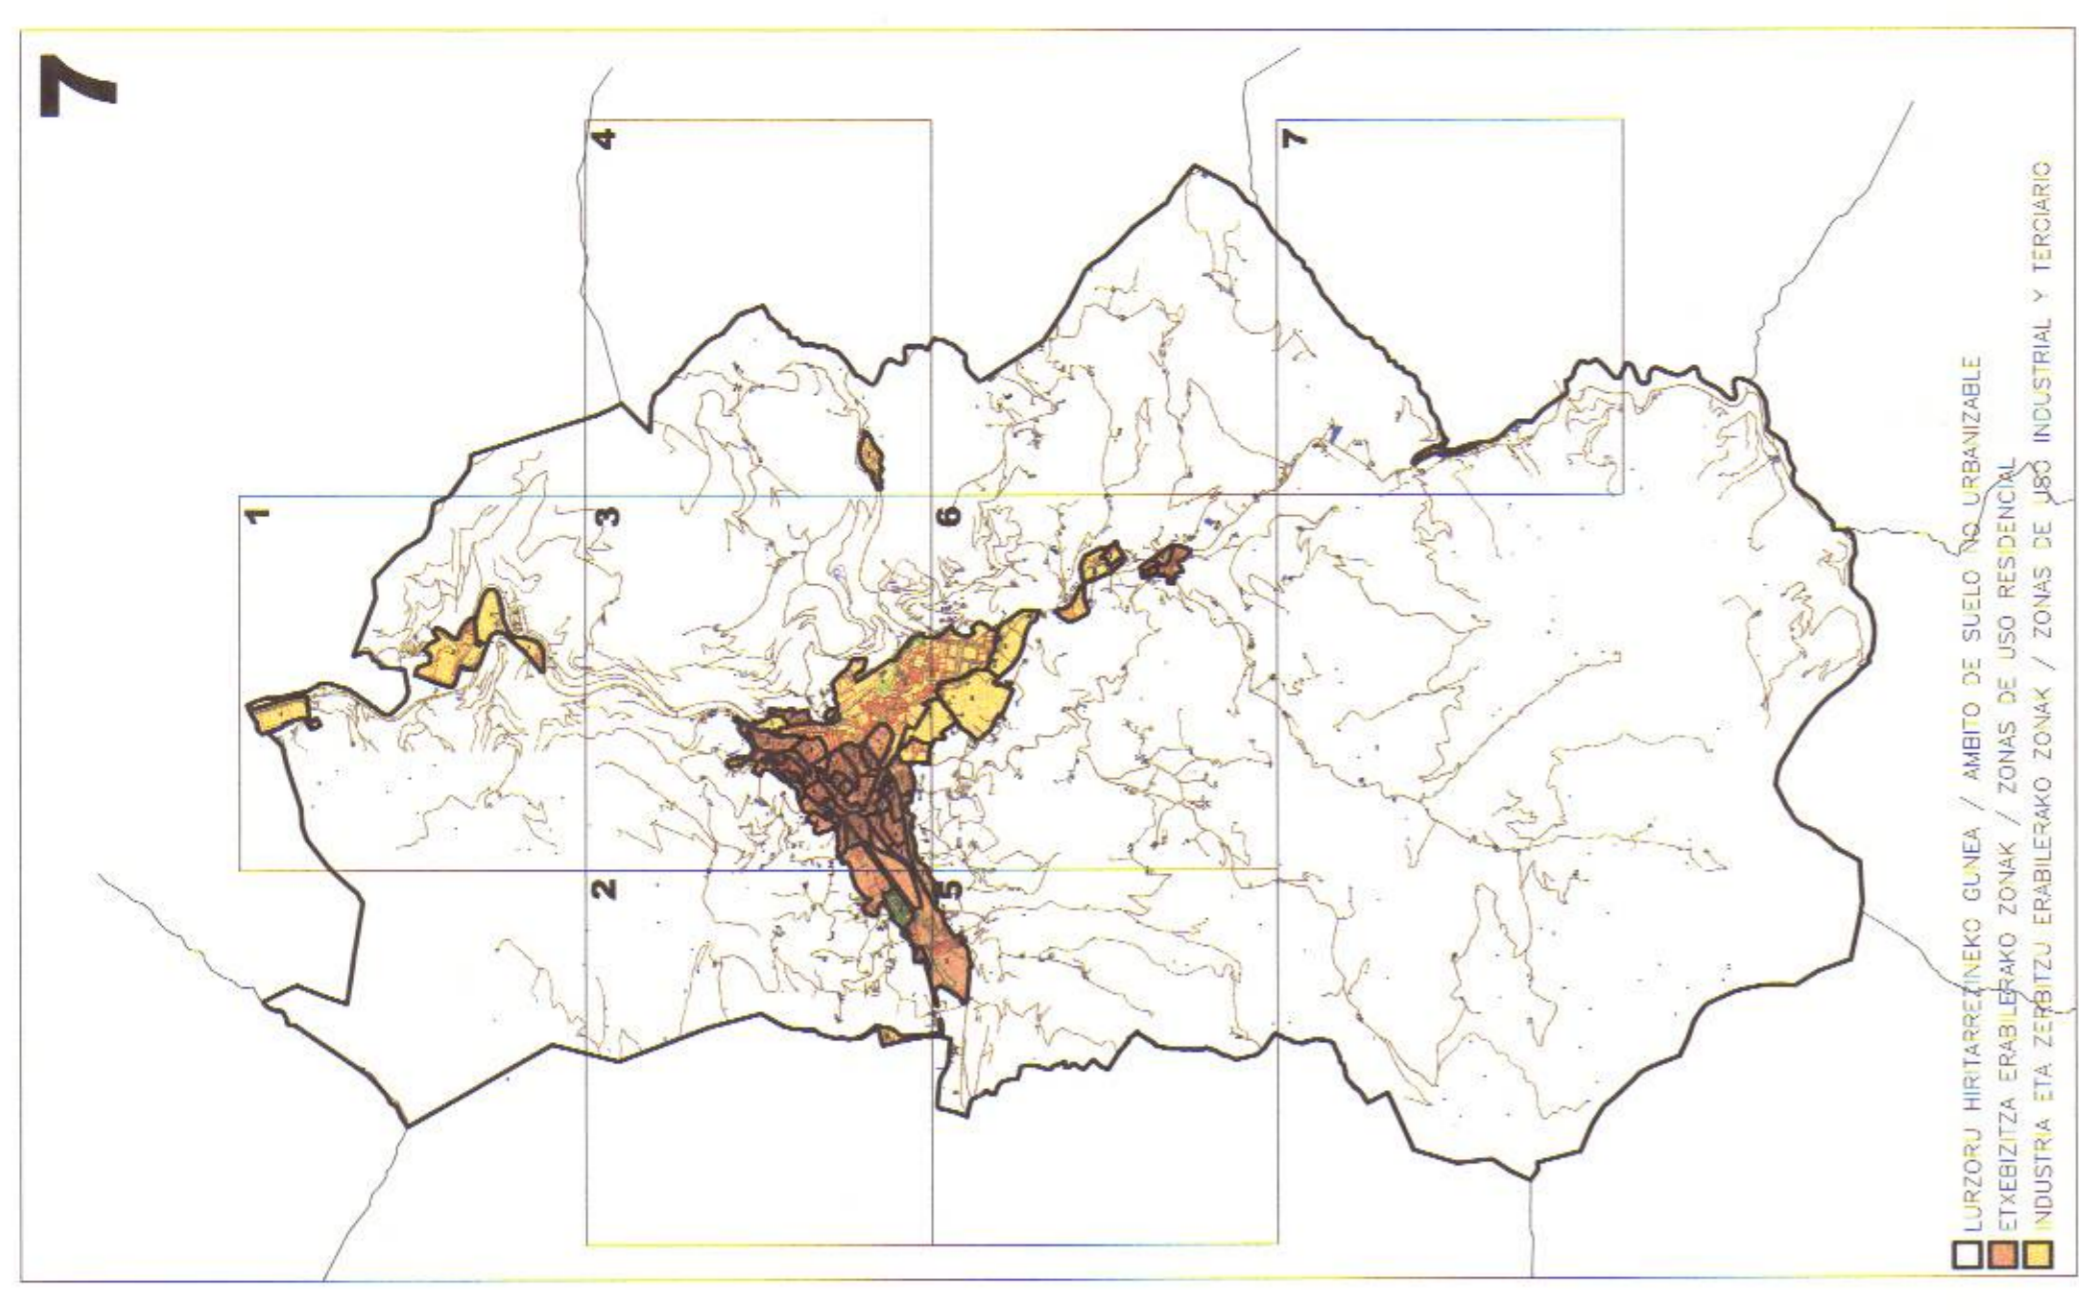 7
1
2
3
4
5
6
7
LURZORU HIRITARREZINEKO GUNEA / AMBITO DE SUELO NO URBANIZABLE
ETXEBIZITZA ERABILERAKO ZONAK / ZONAS DE USO RESIDENCIAL
INDUSTRIA ETA ZERBITZU ERABILERAKO ZONAK / ZONAS DE USO INDUSTRIAL Y TERCIARIO